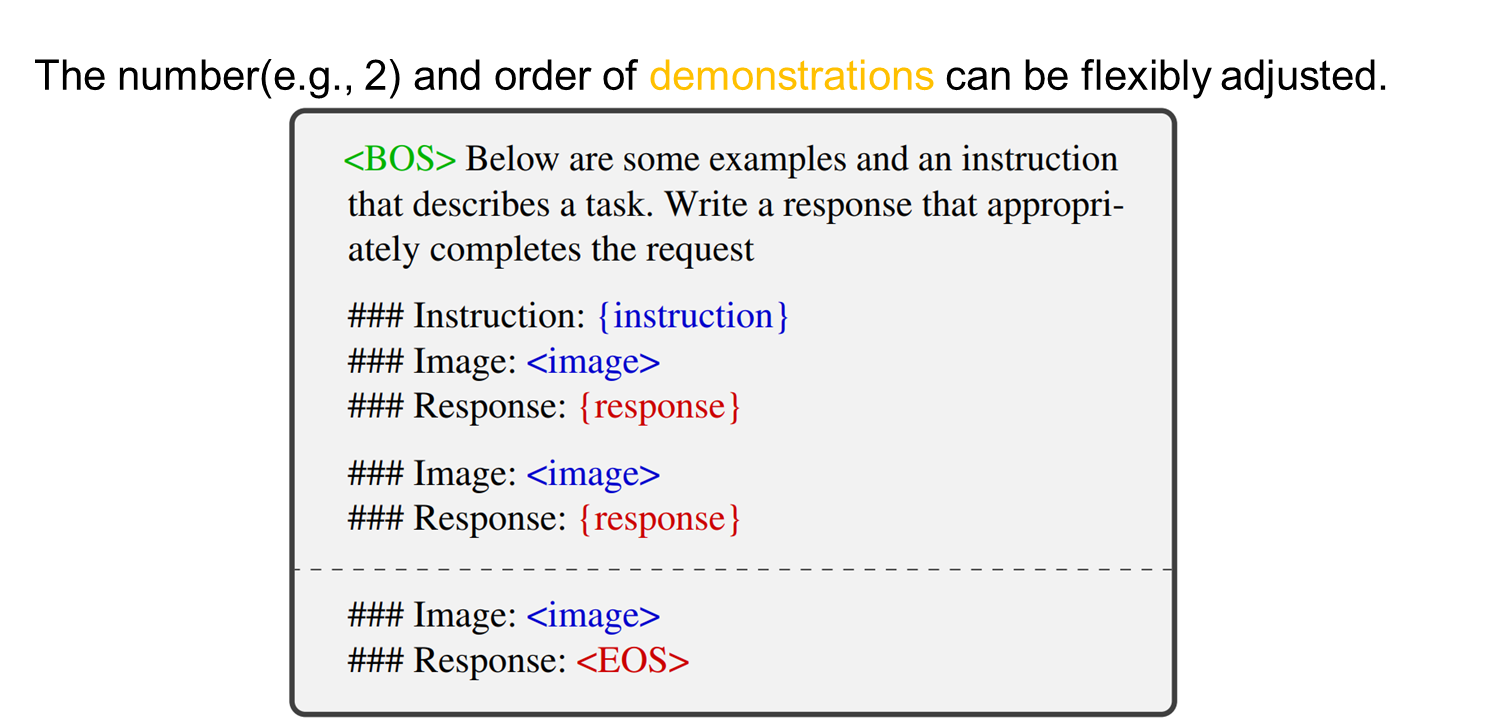 The number(e.g., 2) and order of demonstrations can be flexibly adjusted.
<BOS> Below are some examples and an instruction
that describes a task. Write a response that appropri-
ately completes the request
### Instruction: {instruction}
### Image: <image>
### Response: {response}
### Image: <image>
### Response: {response}
### Image: <image>
### Response: <EOS>